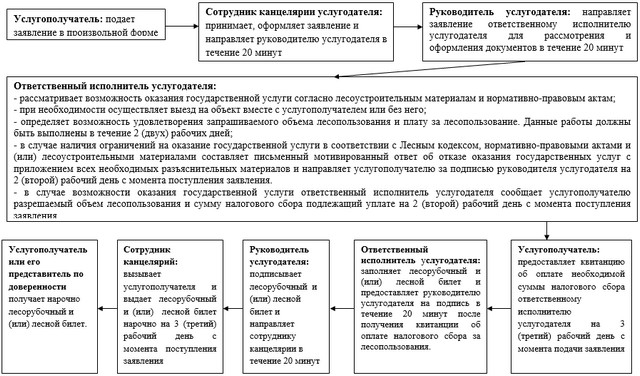 Услугополучатель: подает
заявление в произвольной форме
Сотрудник канцелярии услугодателя:
принимает, оформляет заявление и
направляет руководителю услугодателя в
течение 20 минут
Руководитель услугодателя: направляет
заявление ответственному исполнителю
услугодателя для рассмотрения и
оформления документов в течение 20 минут
Ответственный исполнитель услугодателя:
- рассматривает возможность оказания государственной услуги согласно лесоустроительным материалам и нормативно-правовым актам;
- при необходимости осуществляет выезд на объект вместе с услугополучателем или без него;
- определяет возможность удовлетворения запрашиваемого объема лесопользования и плату за лесопользование. Данные работы должны
быть выполнены в течение 2 (двух) рабочих дней;
- в случае наличия ограничений на оказание государственной услуги в соответствии с Лесным кодексом, нормативно-правовыми актами и
(или) лесоустроительными материалами составляет письменный мотивированный ответ об отказе оказания государственных услуг с
приложением всех необходимых разъяснительных материалов и направляет услугополучателю за подписью руководителя услугодателя на
2 (второй) рабочий день с момента поступления заявления.
- в случае возможности оказания государственной услуги ответственный исполнитель услугодателя сообщает услугополучателю
разрешаемый объем лесопользования и сумму налогового сбора подлежащий уплате на 2 (второй) рабочий день с момента поступления
заявления
Услугополучатель
или его
представитель по
доверенности
получает нарочно
лесорубочный и
(или) лесной билет.
Сотрудник
канцелярий:
вызывает
услугополучателя и
выдает лесорубочный
и (или) лесной билет
нарочно на 3 (третий)
рабочий день с
момента поступления
заявления
Руководитель
услугодателя:
подписывает
лесорубочный и
(или) лесной
билет и
направляет
сотруднику
канцелярии в
течение 20 минут
Ответственный
исполнитель услугодателя:
заполняет лесорубочный и
(или) лесной билет и
предоставляет руководителю
услугодателя на подпись в
течение 20 минут после
получения квитанции об
оплате налогового сбора за
лесопользования.
Услугополучатель:
предоставляет квитанцию
об оплате необходимой
суммы налогового сбора
ответственному
исполнителю
услугодателя на 3
(третий) рабочий день с
момента подачи заявления